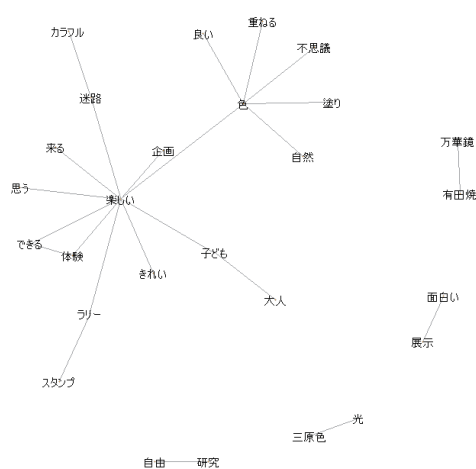 カラフル
良い
重ねる
不思議
迷路
色
塗り
来る
企画
自然
万華鏡
思う
楽しい
有田焼
できる
体験
子ども
きれい
大人
面白い
ラリー
展示
スタンプ
光
三原色
自由
研究